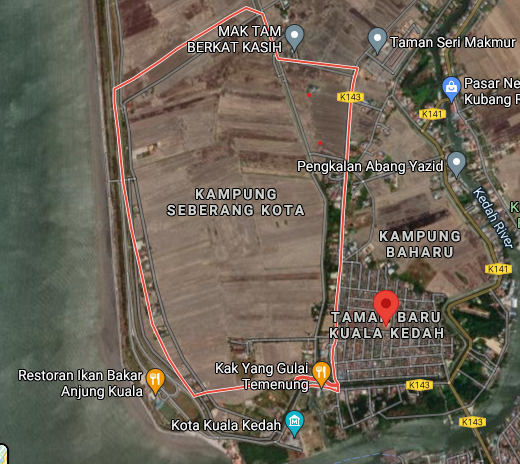 MAK TAM
BERKAT KASIH
Taman Seri Makmur
K143
K141
Pasar Ne
Kubang R
Pengkalan Abang Yazid
KAMPUNG
SEBERANG KOTA
Kedah River
KAMPUNG
BAHARU
K141
TAMAN BARU
KUALA KEDAH
Kak Yang Gulai
Temenung
Restoran Ikan Bakar
Anjung Kuala
K143
Kota Kuala Kedah
K143